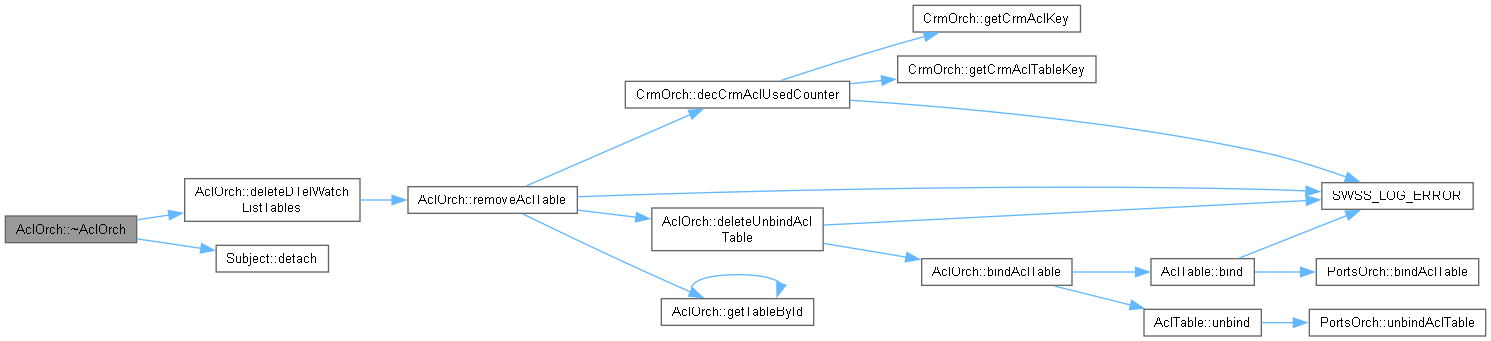 AclOrch::~AclOrch
AclOrch::deleteDTelWatch
ListTables
Subject::detach
AclOrch::removeAclTable
CrmOrch::decCrmAclUsedCounter
AclOrch::deleteUnbindAcl
Table
AclOrch::getTableById
CrmOrch::getCrmAclKey
CrmOrch::getCrmAclTableKey
SWSS_LOG_ERROR
AclOrch::bindAclTable
AclTable::bind
AclTable::unbind
PortsOrch::bindAclTable
PortsOrch::unbindAclTable